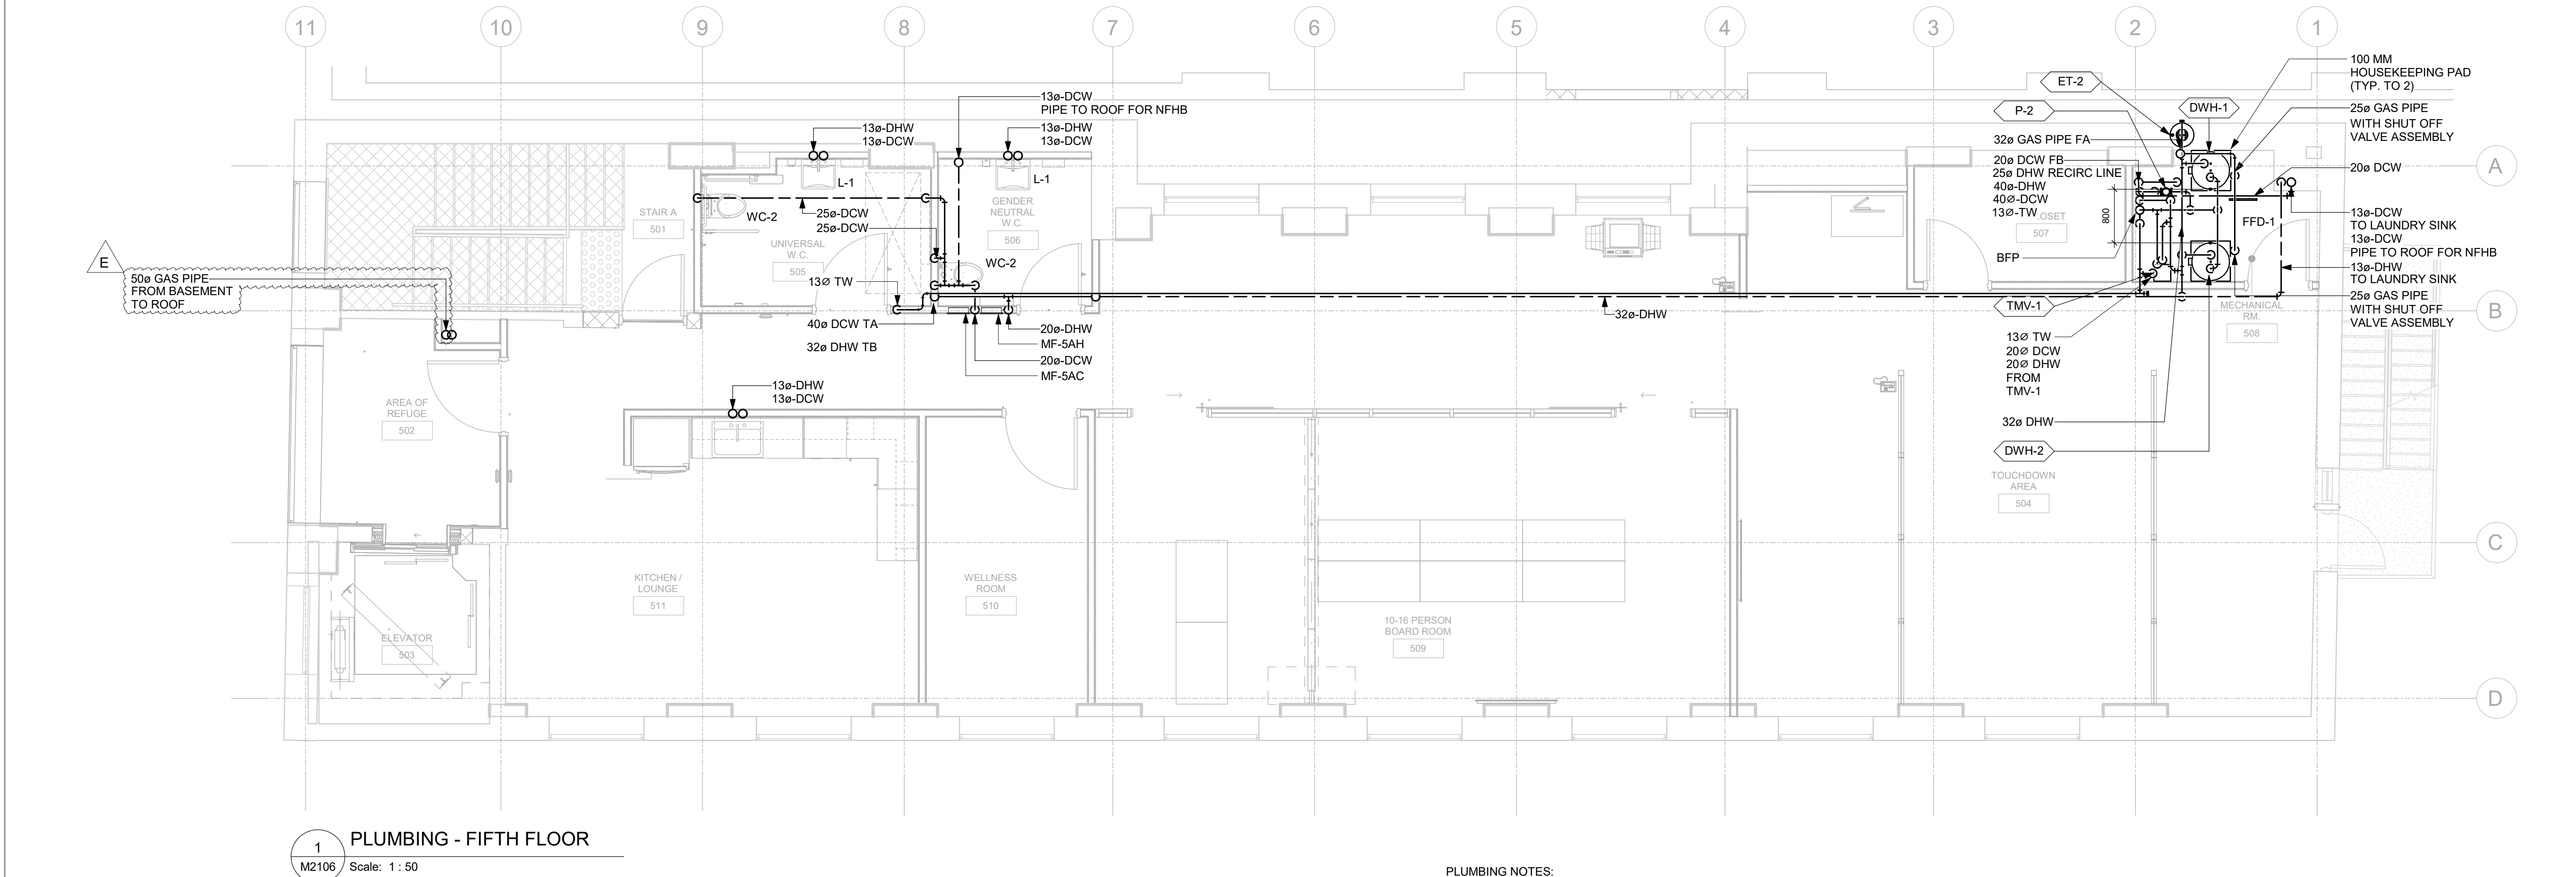 11
10
9
8
7
6
5
4
3
2
1
A
B
C
D
E
50ø GAS PIPE
FROM BASEMENT
TO ROOF
STAIR A
501
AREA OF
REFUGE
502
ELEVATOR
503
13ø-DHW
13ø-DCW
L-1
WC-2
25ø-DCW
25ø-DCW
UNIVERSAL
W.C.
505
13Ø TW
40ø DCW TA
32ø DHW TB
13ø-DCW
PIPE TO ROOF FOR NFHB
13ø-DHW
13ø-DCW
L-1
GENDER
NEUTRAL
W.C.
506
WC-2
20ø-DHW
MF-5AH
20ø-DCW
MF-5AC
13ø-DHW
13ø-DCW
KITCHEN /
LOUNGE
511
WELLNESS
ROOM
510
10-16 PERSON
BOARD ROOM
509
32ø-DHW
ET-2
P-2
DWH-1
32ø GAS PIPE FA
20ø DCW FB
25ø DHW RECIRC LINE
40ø-DHW
40Ø-DCW
13Ø-TW
.OSET
507
800
BFP
TMV-1
13Ø TW
20Ø DCW
20Ø DHW
FROM
TMV-1
32ø DHW
DWH-2
TOUCHDOWN
AREA
504
100 MM
HOUSEKEEPING PAD
(TYP. TO 2)
25ø GAS PIPE
WITH SHUT OFF
VALVE ASSEMBLY
20ø DCW
FFD-1
13ø-DCW
TO LAUNDRY SINK
13ø-DCW
PIPE TO ROOF FOR NFHB
13ø-DHW
TO LAUNDRY SINK
25ø GAS PIPE
WITH SHUT OFF
VALVE ASSEMBLY
MECHANICAL
RM.
508
1
M2106
PLUMBING - FIFTH FLOOR
Scale: 1 : 50
PLUMBING NOTES: